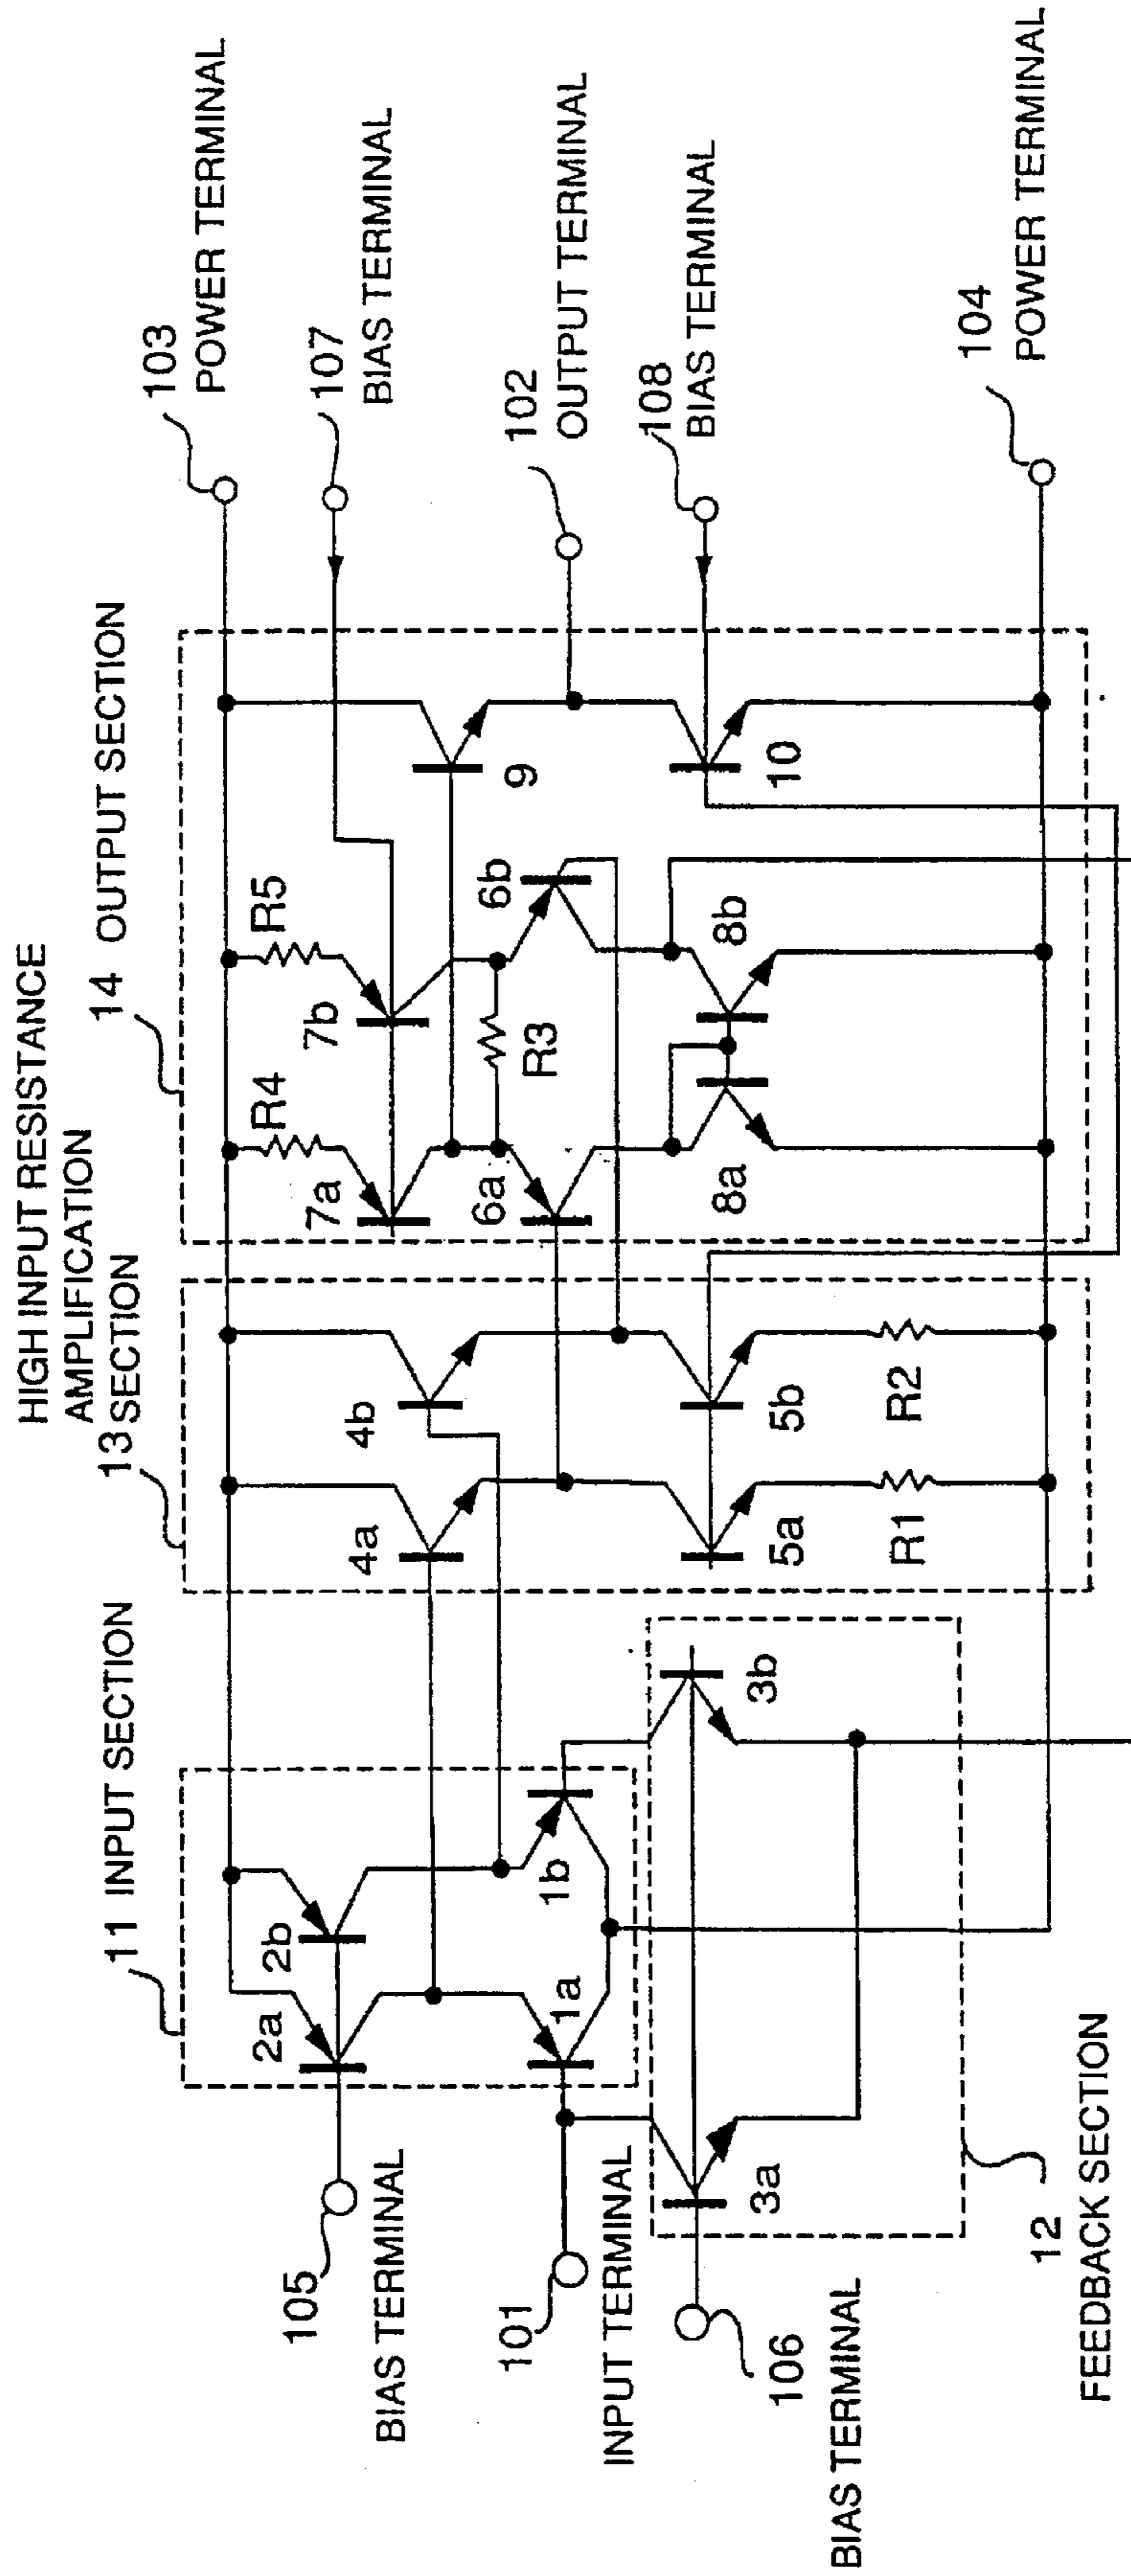 HIGH INPUT RESISTANCE
AMPLIFICATION
13 SECTION
14 OUTPUT SECTION
11 INPUT SECTION
103
POWER TERMINAL
107
BIAS TERMINAL
102
OUTPUT TERMINAL
108
BIAS TERMINAL
104
POWER TERMINAL
105
BIAS TERMINAL
101
INPUT TERMINAL
106
BIAS TERMINAL
12
FEEDBACK SECTION
2a
2b
1a
1b
3a
3b
4a
4b
5a
5b
R1
R2
R4
R5
7a
7b
6a
R3
6b
8a
8b
9
10